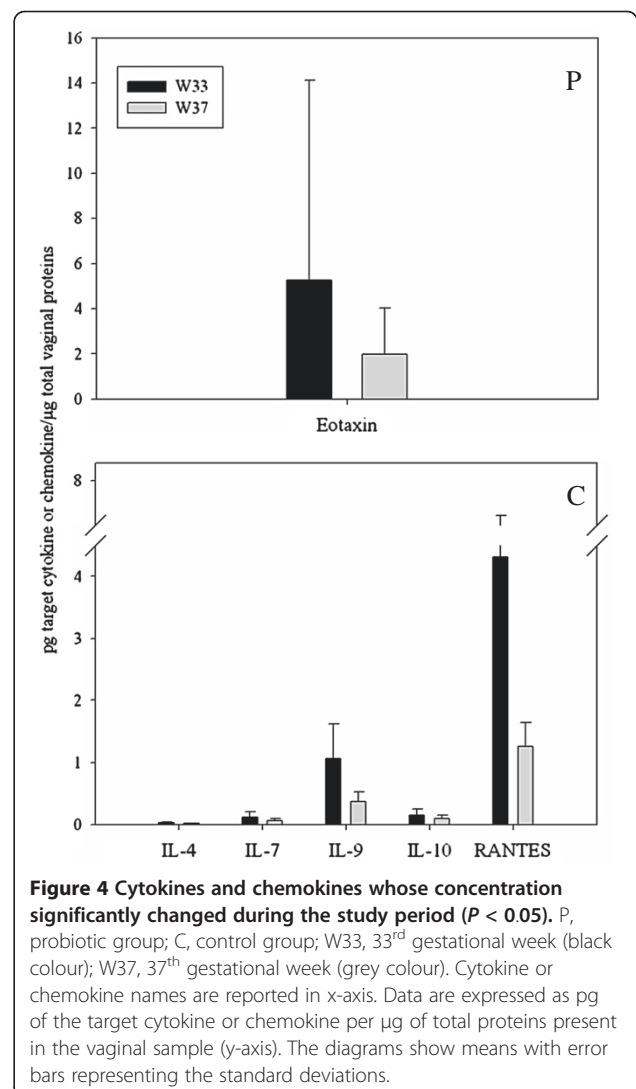 16
14
12
10
8
6
4
2
0
W33
W37
P
Eotaxin
pg target cytokine or chemokine/µg total vaginal proteins
8
4
3
2
1
0
C
IL-4 IL-7 IL-9 IL-10 RANTES
Figure 4 Cytokines and chemokines whose concentration
significantly changed during the study period (P < 0.05). P,
probiotic group; C, control group; W33, 33rd gestational week (black
colour); W37, 37th gestational week (grey colour). Cytokine or
chemokine names are reported in x-axis. Data are expressed as pg
of the target cytokine or chemokine per µg of total proteins present
in the vaginal sample (y-axis). The diagrams show means with error
bars representing the standard deviations.